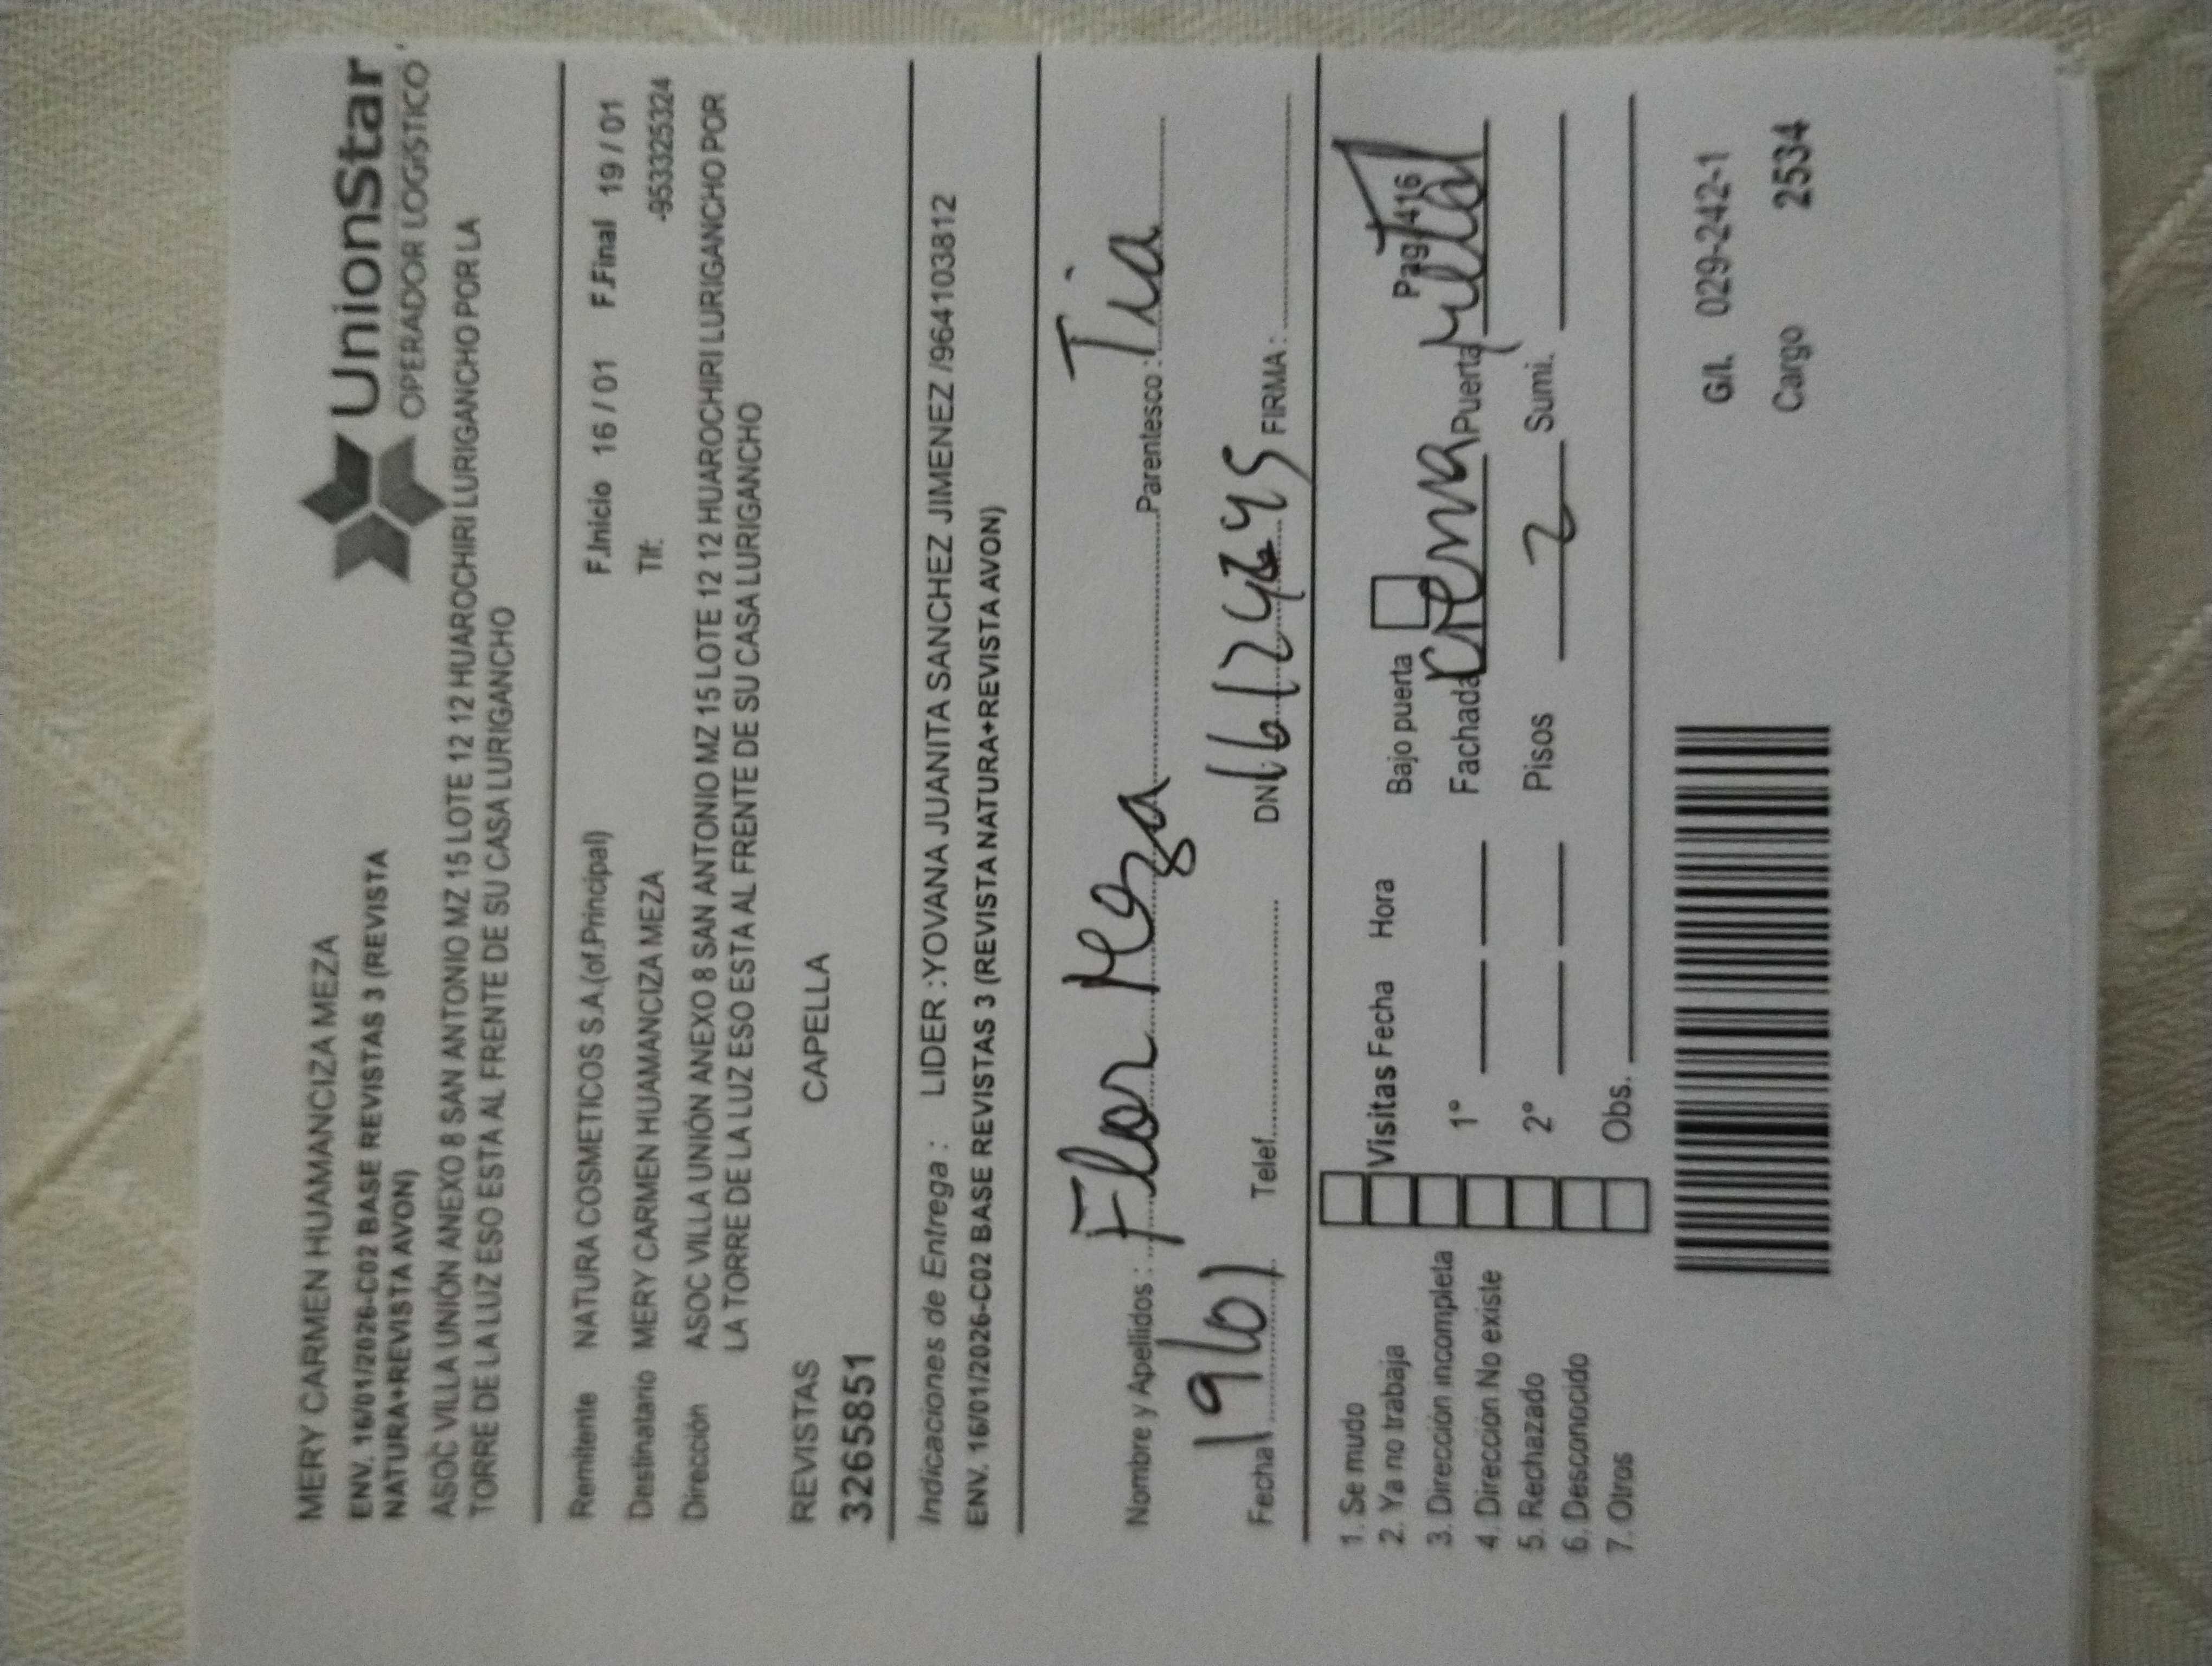 MERY CARMEN HUAMANCIZA MEZA
UnionStar
OPERADOR LOGÍSTICO
ENV. 16/01/2026-C02 BASE REVISTAS 3 (REVISTA
NATURA+REVISTA AVON)
ASOC VILLA UNIÓN ANEXO 8 SAN ANTONIO MZ 15 LOTE 12 12 HUAROCHIRI LURIGANCHO POR LA
TORRE DE LA LUZ ESO ESTA AL FRENTE DE SU CASA LURIGANCHO
Remitente NATURA COSMETICOS S.A.(of.Principal) F.Inicio 16 / 01 F.Final 19 / 01
Destinatario MERY CARMEN HUAMANCIZA MEZA Tlf: -953325324
Dirección ASOC VILLA UNIÓN ANEXO 8 SAN ANTONIO MZ 15 LOTE 12 12 HUAROCHIRI LURIGANCHO POR
LA TORRE DE LA LUZ ESO ESTA AL FRENTE DE SU CASA LURIGANCHO
REVISTAS CAPELLA
3265851
Indicaciones de Entrega : LIDER :YOVANA JUANITA SANCHEZ JIMENEZ /964103812
ENV. 16/01/2026-C02 BASE REVISTAS 3 (REVISTA NATURA+REVISTA AVON)
Nombre y Apellidos : Flor Meza Parentesco : Tia
Fecha 19/01 Telef. DNI FIRMA :
1. Se mudo
2. Ya no trabaja
3. Dirección incompleta
4. Dirección No existe
5. Rechazado
6. Desconocido
7. Otros
Visitas Fecha Hora Bajo puerta Pag 416
1° Fachada Crema Puerta Metal
2° Pisos 2 Sumi.
Obs.
G/I. 029-242-1
Cargo 2534